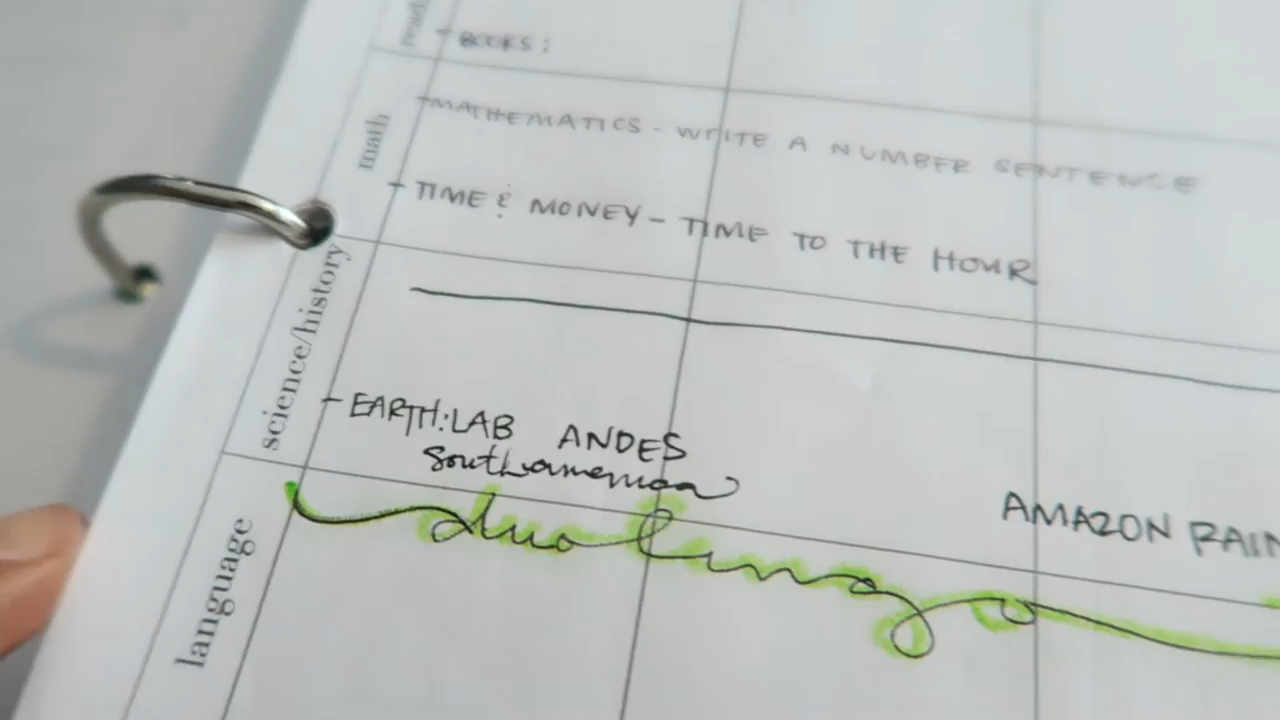 BOOKS:
math
MATHEMATICS - WRITE A NUMBER SENTENCE
TIME & MONEY - TIME TO THE HOUR
science/history
- EARTH:LAB ANDES
South america
AMAZON RAIN
language
duolingo